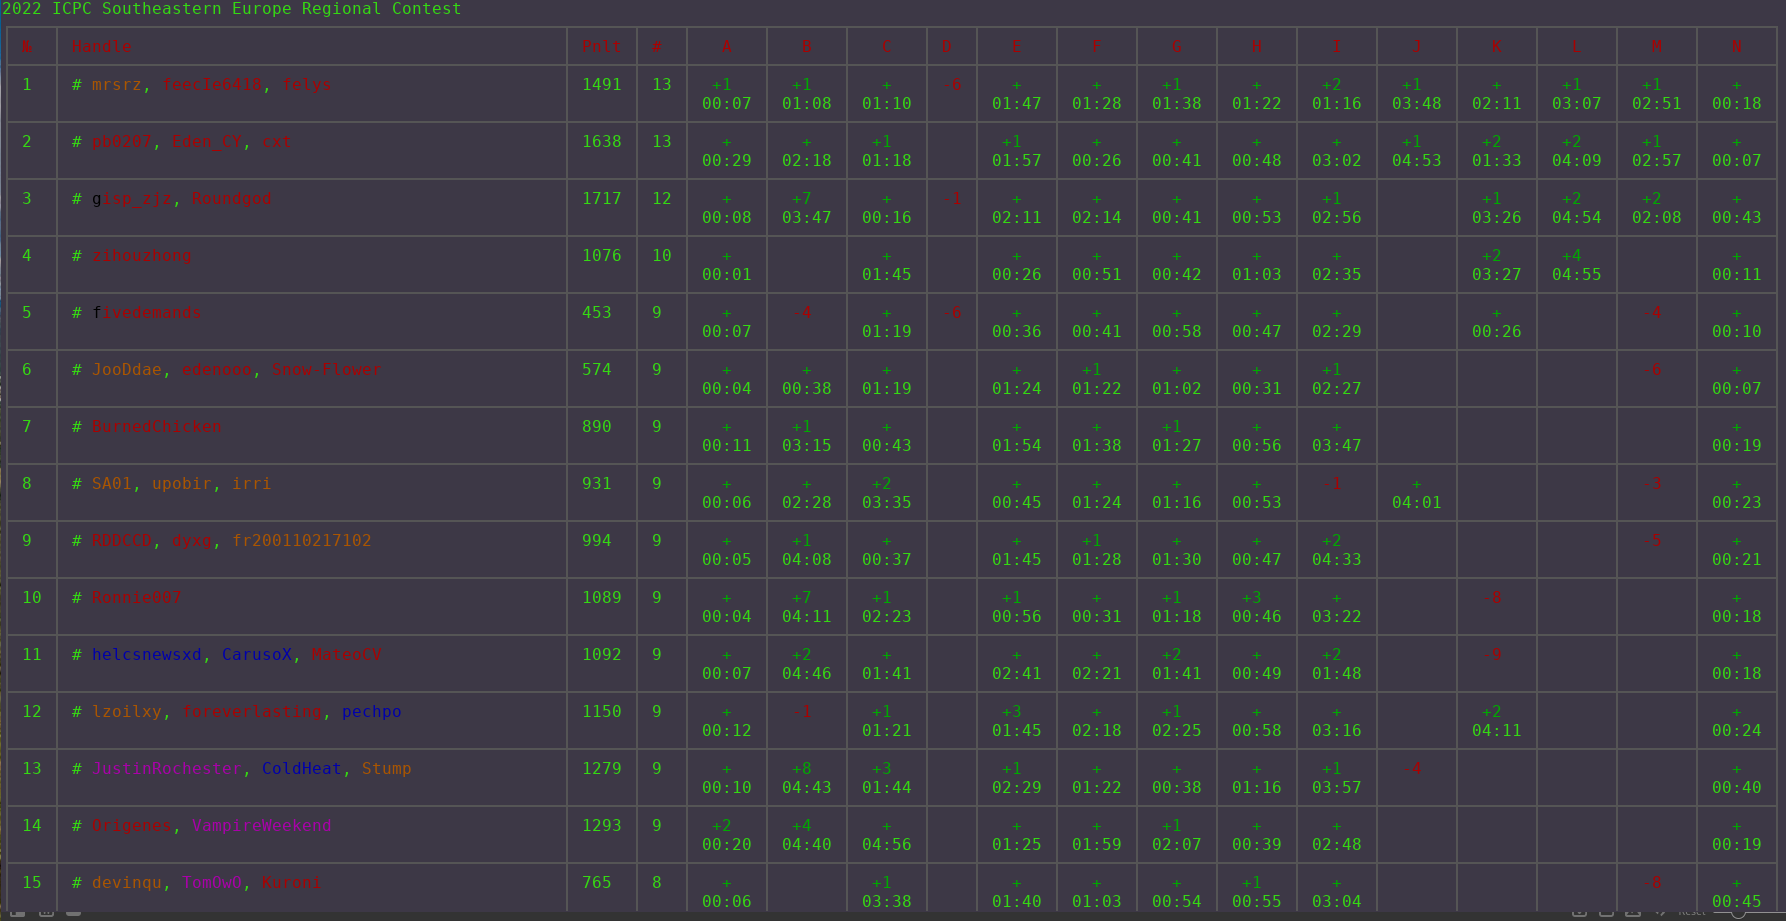 2022 ICPC Southeastern Europe Regional Contest
№ Handle Pnlt # A B C D E F G H I J K L M N
1 # mrsrz, feecIe6418, felys 1491 13 +1 +1 + -6 + + +1 + +2 +1 + +1 +1 +
00:07 01:08 01:10 01:47 01:28 01:38 01:22 01:16 03:48 02:11 03:07 02:51 00:18
2 # pb0207, Eden_CY, cxt 1638 13 + + +1 +1 + + + + +1 +2 +2 +1 +
00:29 02:18 01:18 01:57 00:26 00:41 00:48 03:02 04:53 01:33 04:09 02:57 00:07
3 # gisp_zjz, Roundgod 1717 12 + +7 + -1 + + + + +1 +1 +2 +2 +
00:08 03:47 00:16 02:11 02:14 00:41 00:53 02:56 03:26 04:54 02:08 00:43
4 # zihouzhong 1076 10 + + + + + + + +2 +4 +
00:01 01:45 00:26 00:51 00:42 01:03 02:35 03:27 04:55 00:11
5 # fivedemands 453 9 + -4 + -6 + + + + + + -4 +
00:07 01:19 00:36 00:41 00:58 00:47 02:29 00:26 00:10
6 # JooDdae, edenooo, Snow-Flower 574 9 + + + + +1 + + +1 -6 +
00:04 00:38 01:19 01:24 01:22 01:02 00:31 02:27 00:07
7 # BurnedChicken 890 9 + +1 + + + +1 + + +
00:11 03:15 00:43 01:54 01:38 01:27 00:56 03:47 00:19
8 # SA01, upobir, irri 931 9 + + +2 + + + + -1 + -3 +
00:06 02:28 03:35 00:45 01:24 01:16 00:53 04:01 00:23
9 # RDDCCD, dyxg, fr200110217102 994 9 + +1 + + +1 + + +2 -5 +
00:05 04:08 00:37 01:45 01:28 01:30 00:47 04:33 00:21
10 # Ronnie007 1089 9 + +7 +1 +1 + +1 +3 + -8 +
00:04 04:11 02:23 00:56 00:31 01:18 00:46 03:22 00:18
11 # helcsnewsxd, CarusoX, MateoCV 1092 9 + +2 + + + +2 + +2 -9 +
00:07 04:46 01:41 02:41 02:21 01:41 00:49 01:48 00:18
12 # lzoilxy, foreverlasting, pechpo 1150 9 + -1 +1 +3 + +1 + + +2 +
00:12 01:21 01:45 02:18 02:25 00:58 03:16 04:11 00:24
13 # JustinRochester, ColdHeat, Stump 1279 9 + +8 +3 +1 + + + +1 -4 +
00:10 04:43 01:44 02:29 01:22 00:38 01:16 03:57 00:40
14 # Origenes, VampireWeekend 1293 9 +2 +4 + + + +1 + + +
00:20 04:40 04:56 01:25 01:59 02:07 00:39 02:48 00:19
15 # devinqu, TomOwO, Kuroni 765 8 + +1 + + + +1 + -8 +
00:06 03:38 01:40 01:03 00:54 00:55 03:04 00:45
Reset